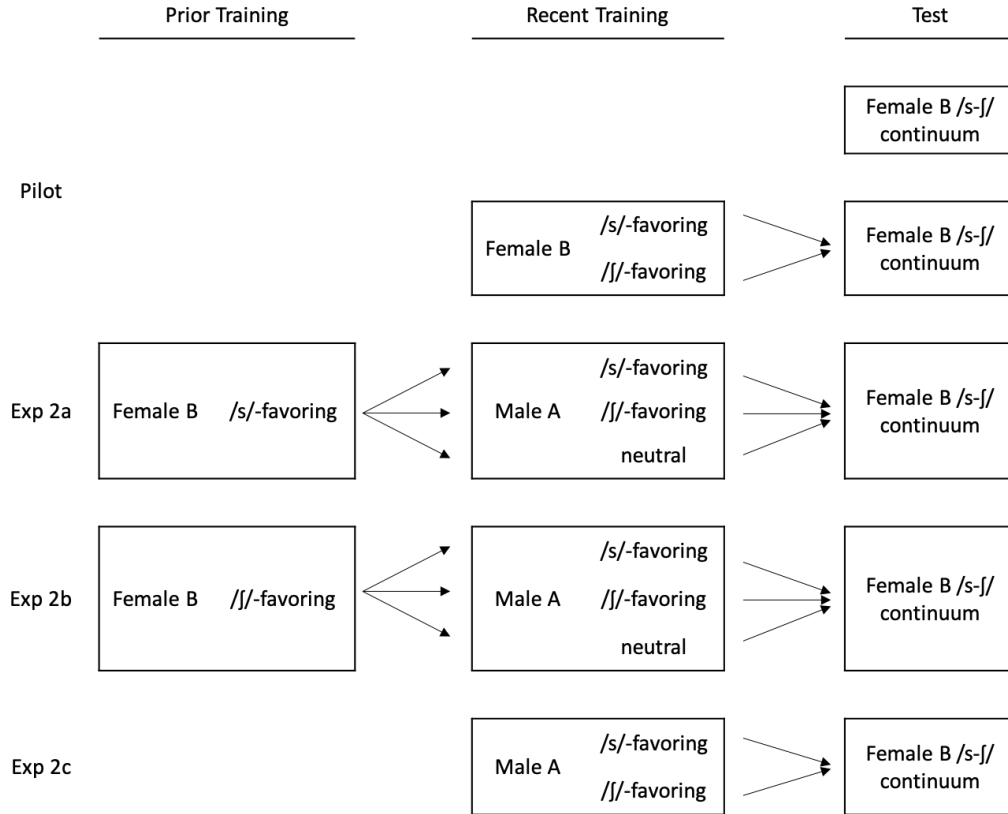 Prior Training Recent Training Test
Female B /s-ʃ/
continuum
Pilot
Female B
/s/-favoring
/ʃ/-favoring
Female B /s-ʃ/
continuum
Exp 2a
Female B /s/-favoring
Male A
/s/-favoring
/ʃ/-favoring
neutral
Female B /s-ʃ/
continuum
Exp 2b
Female B /ʃ/-favoring
Male A
/s/-favoring
/ʃ/-favoring
neutral
Female B /s-ʃ/
continuum
Exp 2c
Male A
/s/-favoring
/ʃ/-favoring
Female B /s-ʃ/
continuum